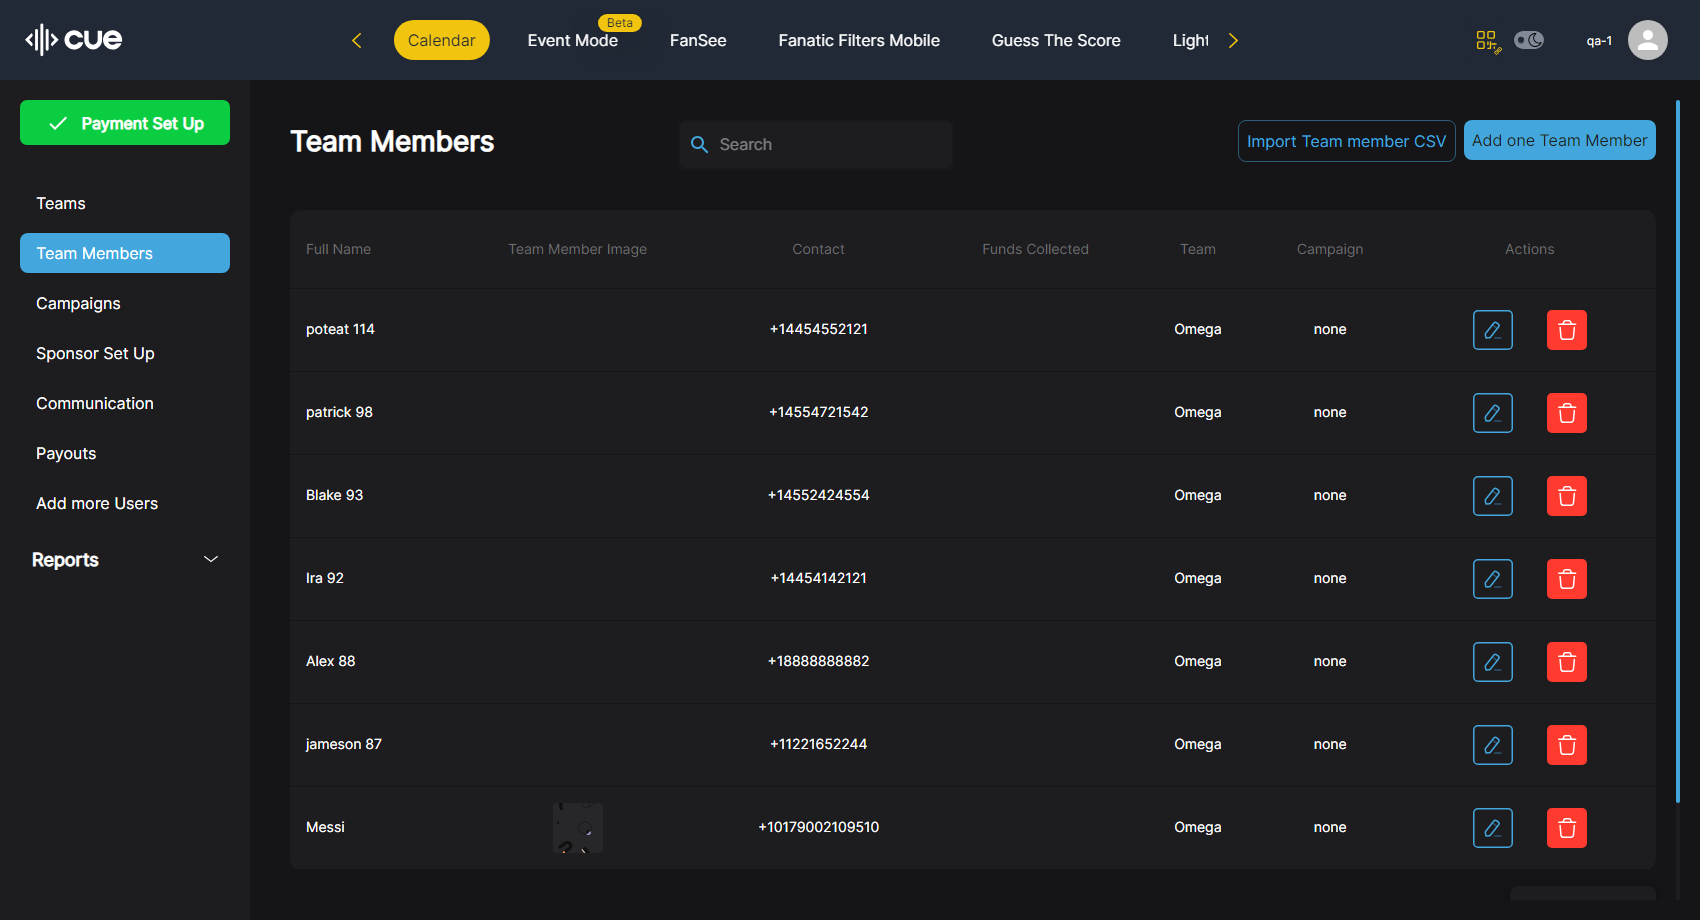 cue
Calendar
Event Mode
Beta
FanSee
Fanatic Filters Mobile
Guess The Score
Light
qa-1
Payment Set Up
Teams
Team Members
Campaigns
Sponsor Set Up
Communication
Payouts
Add more Users
Reports
Team Members
Search
Import Team member CSV
Add one Team Member
Full Name Team Member Image Contact Funds Collected Team Campaign Actions
poteat 114 +14454552121 Omega none
patrick 98 +14554721542 Omega none
Blake 93 +14552424554 Omega none
Ira 92 +14454142121 Omega none
Alex 88 +18888888882 Omega none
jameson 87 +11221652244 Omega none
Messi +10179002109510 Omega none